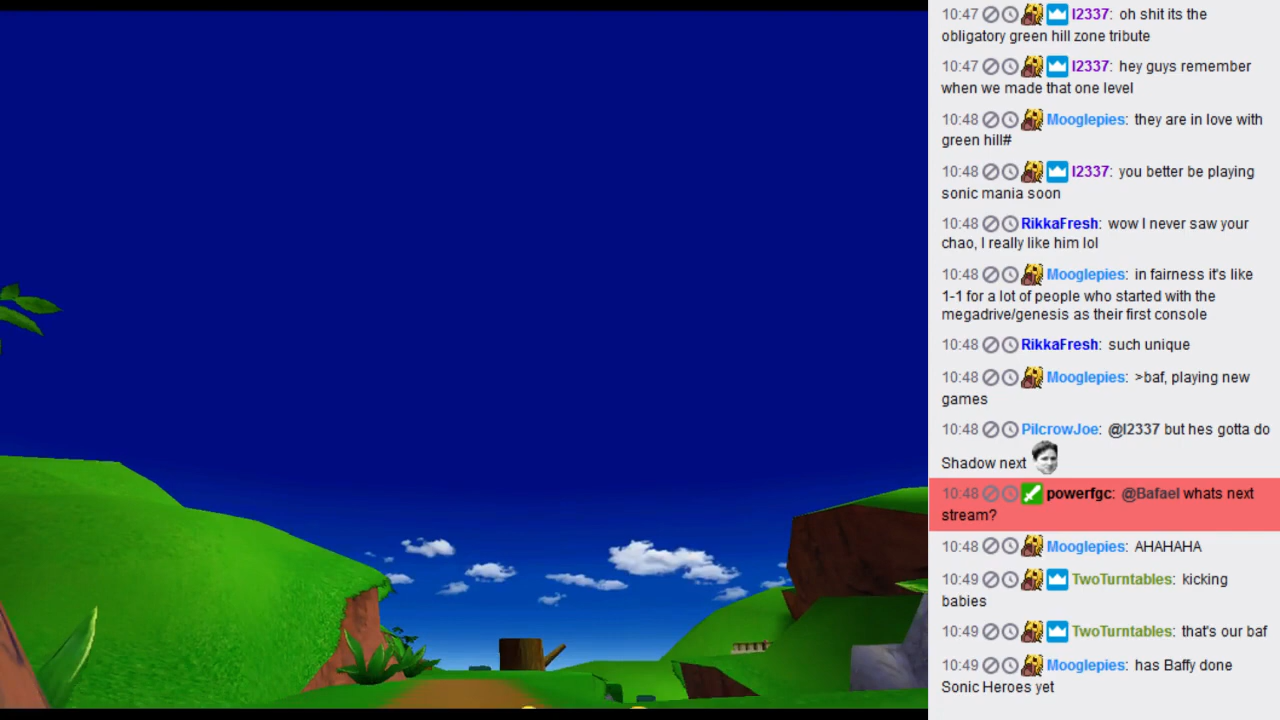 10:47 l2337: oh shit its the
obligatory green hill zone tribute
10:47 l2337: hey guys remember
when we made that one level
10:48 Mooglepies: they are in love with
green hill#
10:48 l2337: you better be playing
sonic mania soon
10:48 RikkaFresh: wow I never saw your
chao, I really like him lol
10:48 Mooglepies: in fairness it's like
1-1 for a lot of people who started with the
megadrive/genesis as their first console
10:48 RikkaFresh: such unique
10:48 Mooglepies: >baf, playing new
games
10:48 PilcrowJoe: @l2337 but hes gotta do
Shadow next
10:48 powerfgc: @Bafael whats next
stream?
10:48 Mooglepies: AHAHAHA
10:49 TwoTurntables: kicking
babies
10:49 TwoTurntables: that's our baf
10:49 Mooglepies: has Baffy done
Sonic Heroes yet